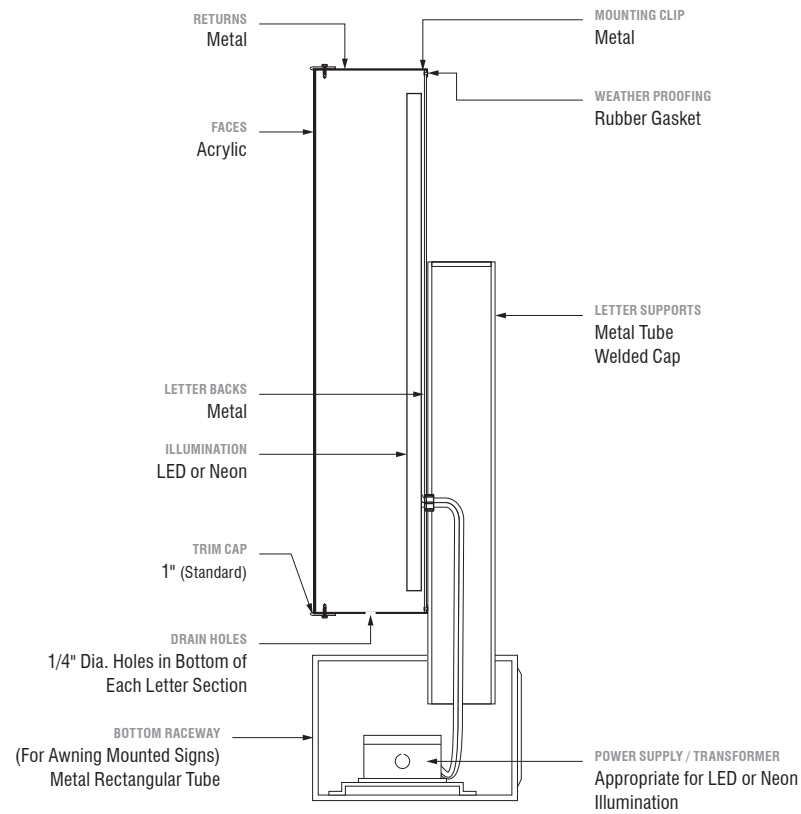 RETURNS
Metal
MOUNTING CLIP
Metal
WEATHER PROOFING
Rubber Gasket
FACES
Acrylic
LETTER SUPPORTS
Metal Tube
Welded Cap
LETTER BACKS
Metal
ILLUMINATION
LED or Neon
TRIM CAP
1" (Standard)
DRAIN HOLES
1/4" Dia. Holes in Bottom of
Each Letter Section
BOTTOM RACEWAY
(For Awning Mounted Signs)
Metal Rectangular Tube
POWER SUPPLY / TRANSFORMER
Appropriate for LED or Neon
Illumination